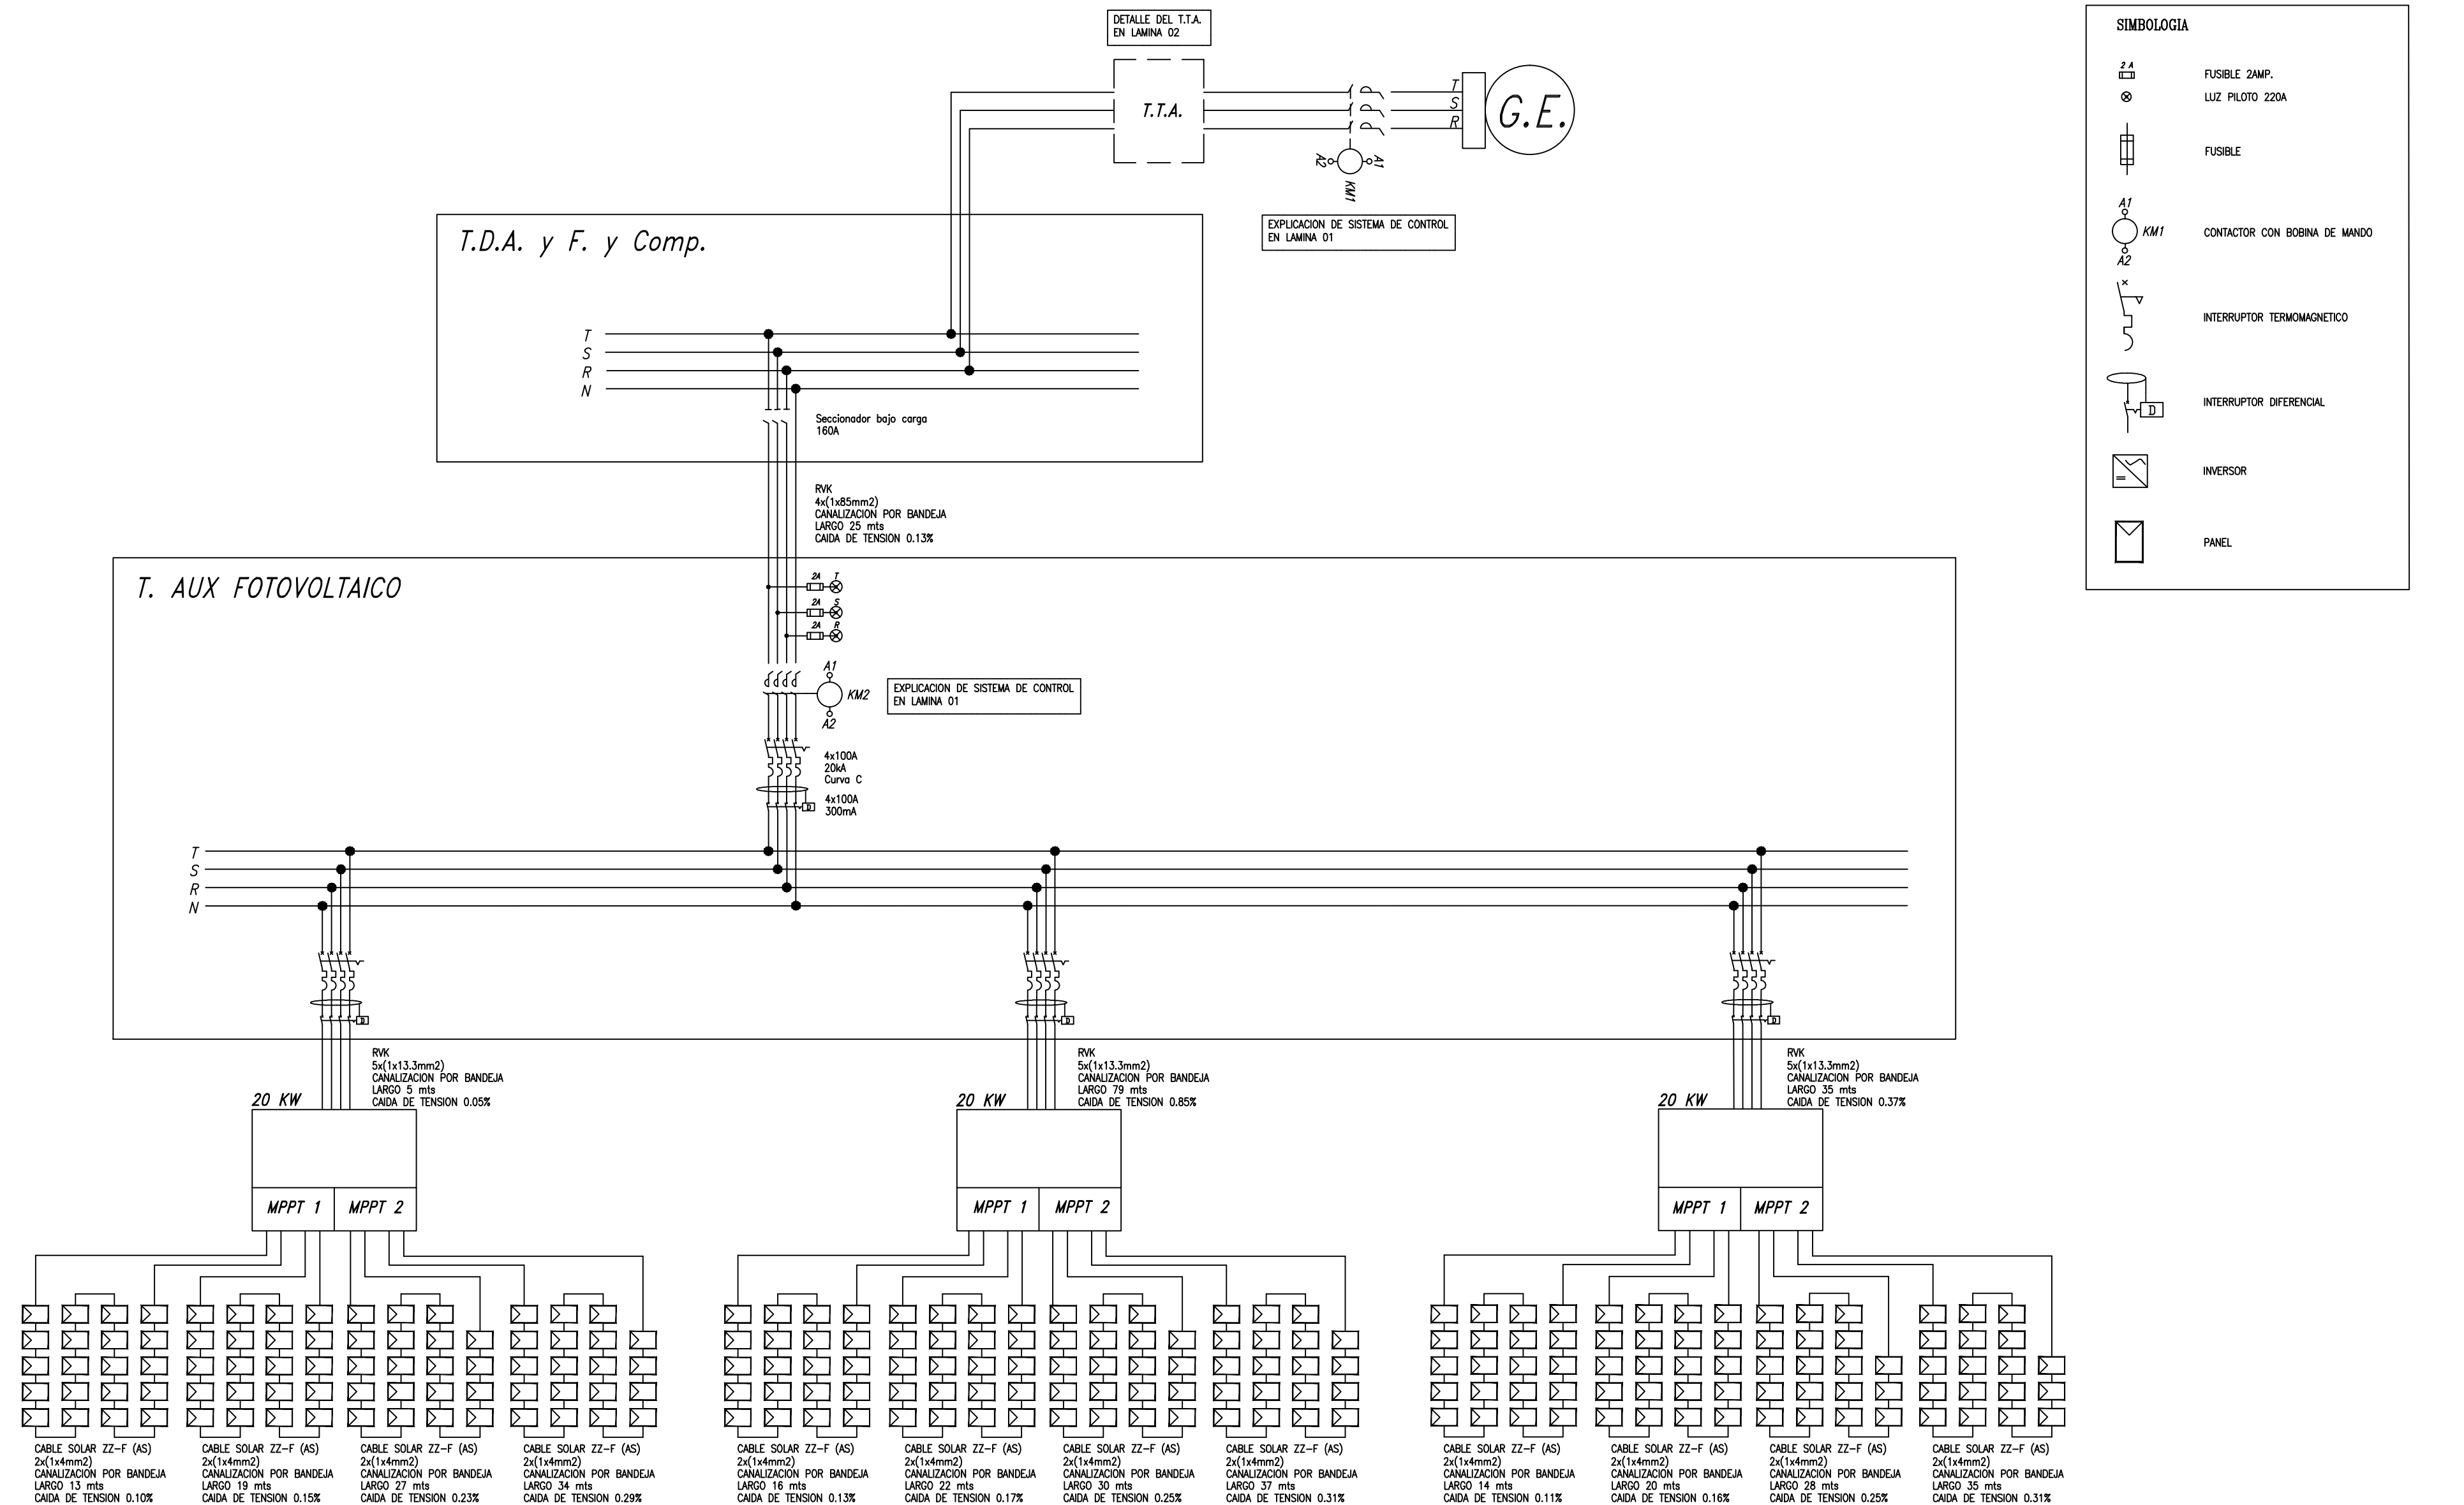 DETALLE DEL T.T.A.
EN LAMINA 02
T.T.A.
T
S
R
G.E.
A2
A1
KM1
EXPLICACION DE SISTEMA DE CONTROL
EN LAMINA 01
SIMBOLOGIA
2 A
FUSIBLE 2AMP.
LUZ PILOTO 220A
FUSIBLE
A1
KM1
A2
CONTACTOR CON BOBINA DE MANDO
INTERRUPTOR TERMOMAGNETICO
D
INTERRUPTOR DIFERENCIAL
INVERSOR
PANEL
T.D.A. y F. y Comp.
T
S
R
N
Seccionador bajo carga
160A
RVK
4x(1x85mm2)
CANALIZACION POR BANDEJA
LARGO 25 mts
CAIDA DE TENSION 0.13%
T. AUX FOTOVOLTAICO
2A T
2A S
2A R
A1
KM2
A2
EXPLICACION DE SISTEMA DE CONTROL
EN LAMINA 01
4x100A
20kA
Curva C
4x100A
300mA
D
T
S
R
N
D
D
D
RVK
5x(1x13.3mm2)
CANALIZACION POR BANDEJA
LARGO 5 mts
CAIDA DE TENSION 0.05%
20 KW
MPPT 1
MPPT 2
RVK
5x(1x13.3mm2)
CANALIZACION POR BANDEJA
LARGO 79 mts
CAIDA DE TENSION 0.85%
20 KW
MPPT 1
MPPT 2
RVK
5x(1x13.3mm2)
CANALIZACION POR BANDEJA
LARGO 35 mts
CAIDA DE TENSION 0.37%
20 KW
MPPT 1
MPPT 2
CABLE SOLAR ZZ-F (AS)
2x(1x4mm2)
CANALIZACION POR BANDEJA
LARGO 13 mts
CAIDA DE TENSION 0.10%
CABLE SOLAR ZZ-F (AS)
2x(1x4mm2)
CANALIZACION POR BANDEJA
LARGO 19 mts
CAIDA DE TENSION 0.15%
CABLE SOLAR ZZ-F (AS)
2x(1x4mm2)
CANALIZACION POR BANDEJA
LARGO 27 mts
CAIDA DE TENSION 0.23%
CABLE SOLAR ZZ-F (AS)
2x(1x4mm2)
CANALIZACION POR BANDEJA
LARGO 34 mts
CAIDA DE TENSION 0.29%
CABLE SOLAR ZZ-F (AS)
2x(1x4mm2)
CANALIZACION POR BANDEJA
LARGO 16 mts
CAIDA DE TENSION 0.13%
CABLE SOLAR ZZ-F (AS)
2x(1x4mm2)
CANALIZACION POR BANDEJA
LARGO 22 mts
CAIDA DE TENSION 0.17%
CABLE SOLAR ZZ-F (AS)
2x(1x4mm2)
CANALIZACION POR BANDEJA
LARGO 30 mts
CAIDA DE TENSION 0.25%
CABLE SOLAR ZZ-F (AS)
2x(1x4mm2)
CANALIZACION POR BANDEJA
LARGO 37 mts
CAIDA DE TENSION 0.31%
CABLE SOLAR ZZ-F (AS)
2x(1x4mm2)
CANALIZACION POR BANDEJA
LARGO 14 mts
CAIDA DE TENSION 0.11%
CABLE SOLAR ZZ-F (AS)
2x(1x4mm2)
CANALIZACION POR BANDEJA
LARGO 20 mts
CAIDA DE TENSION 0.16%
CABLE SOLAR ZZ-F (AS)
2x(1x4mm2)
CANALIZACION POR BANDEJA
LARGO 28 mts
CAIDA DE TENSION 0.25%
CABLE SOLAR ZZ-F (AS)
2x(1x4mm2)
CANALIZACION POR BANDEJA
LARGO 35 mts
CAIDA DE TENSION 0.31%